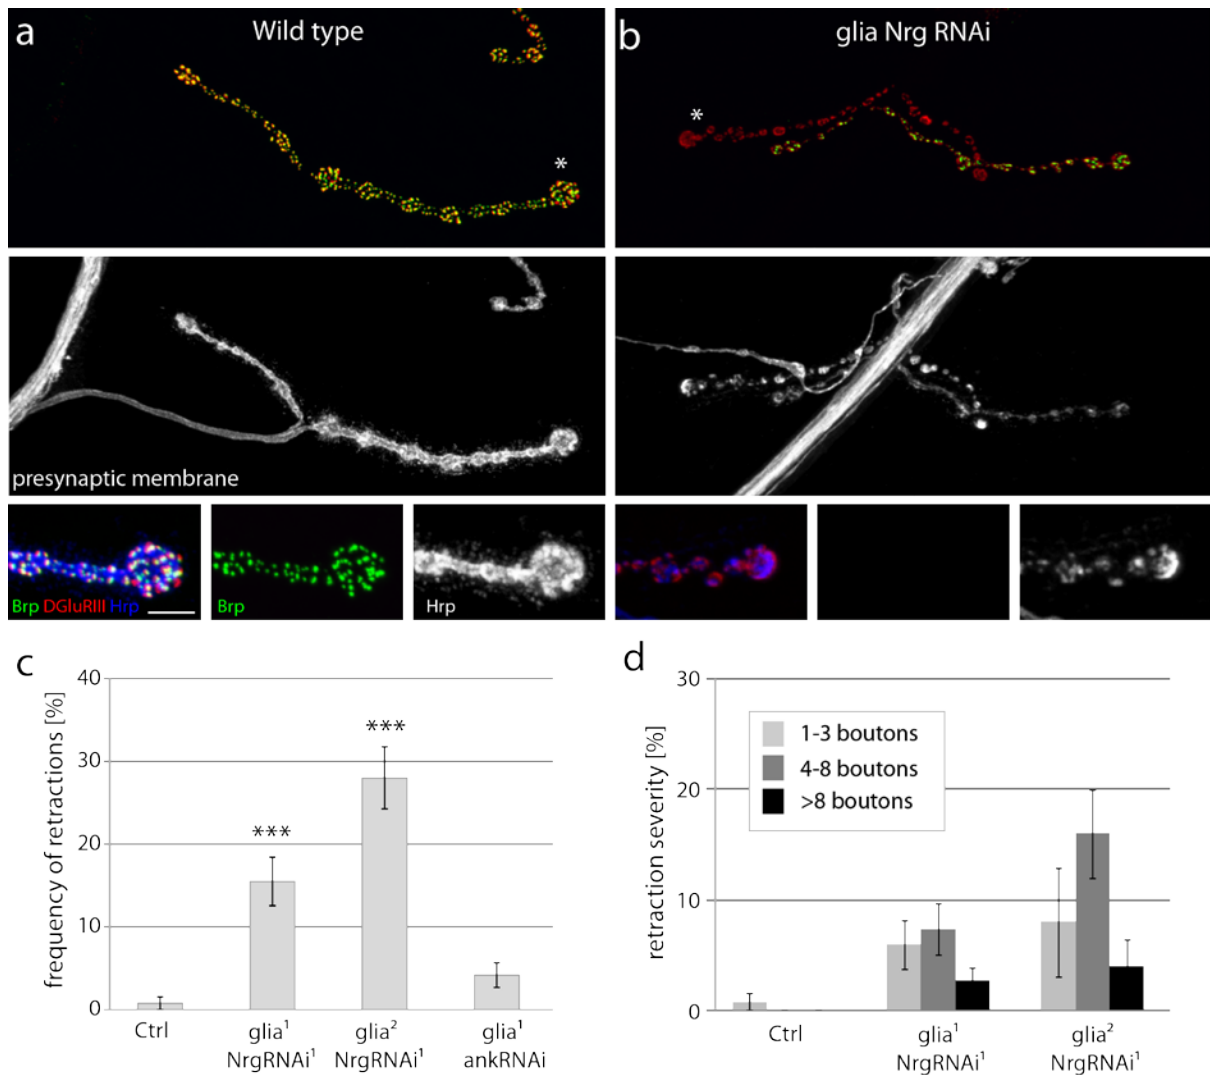 a
Wild type
*
b
glia Nrg RNAi
*
presynaptic membrane
Brp DGluRIII Hrp
Brp
Hrp
c
frequency of retractions [%]
40
30
20
10
0
***
***
Ctrl
glia¹
NrgRNAi¹
glia²
NrgRNAi¹
glia¹
ankRNAi
d
retraction severity [%]
30
20
10
0
1-3 boutons
4-8 boutons
>8 boutons
Ctrl
glia¹
NrgRNAi¹
glia²
NrgRNAi¹